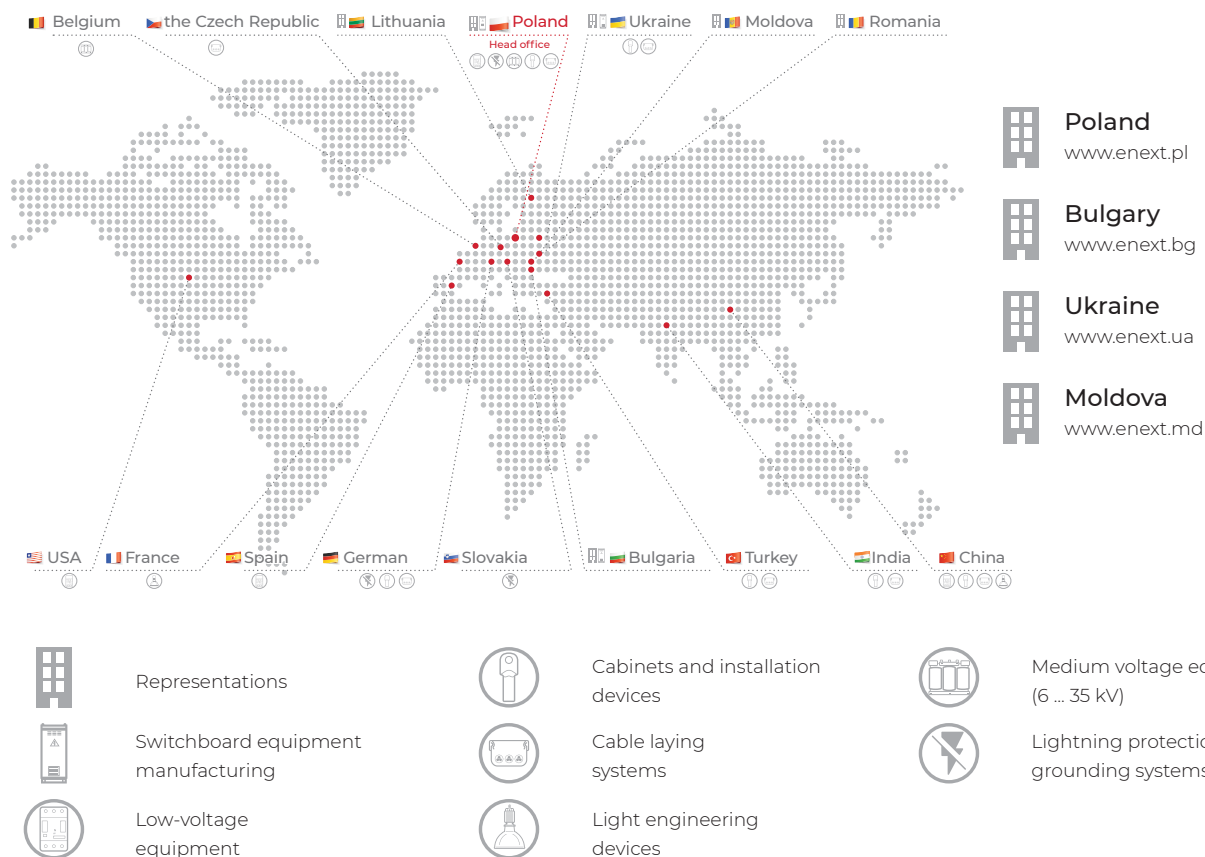 Belgium
the Czech Republic
Lithuania
Poland
Head office
Ukraine
Moldova
Romania
Poland
www.enext.pl
Bulgary
www.enext.bg
Ukraine
www.enext.ua
Moldova
www.enext.md
USA
France
Spain
German
Slovakia
Bulgaria
Turkey
India
China
Representations
Switchboard equipment
manufacturing
Low-voltage
equipment
Cabinets and installation
devices
Cable laying
systems
Light engineering
devices
Medium voltage
(6 ... 35 kV)
Lightning
grounding systems